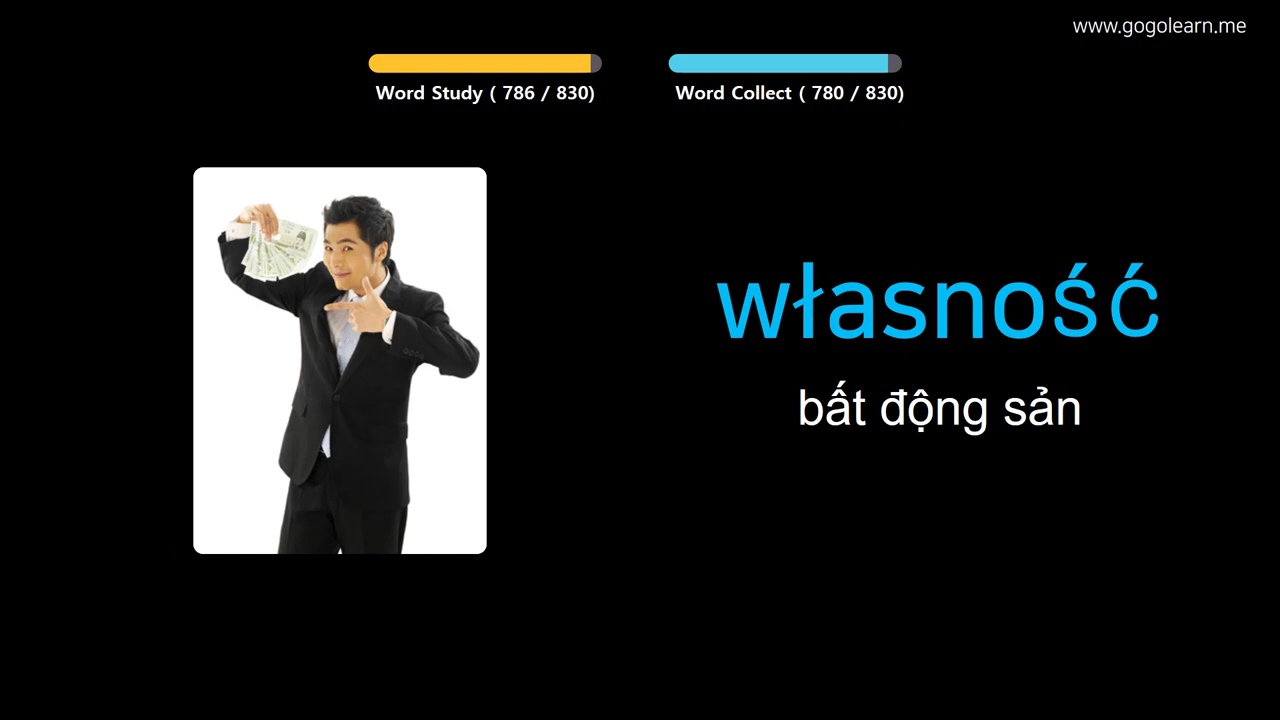 www.gogolearn.me
Word Study ( 786 / 830)
Word Collect ( 780 / 830)
własność
bất động sản